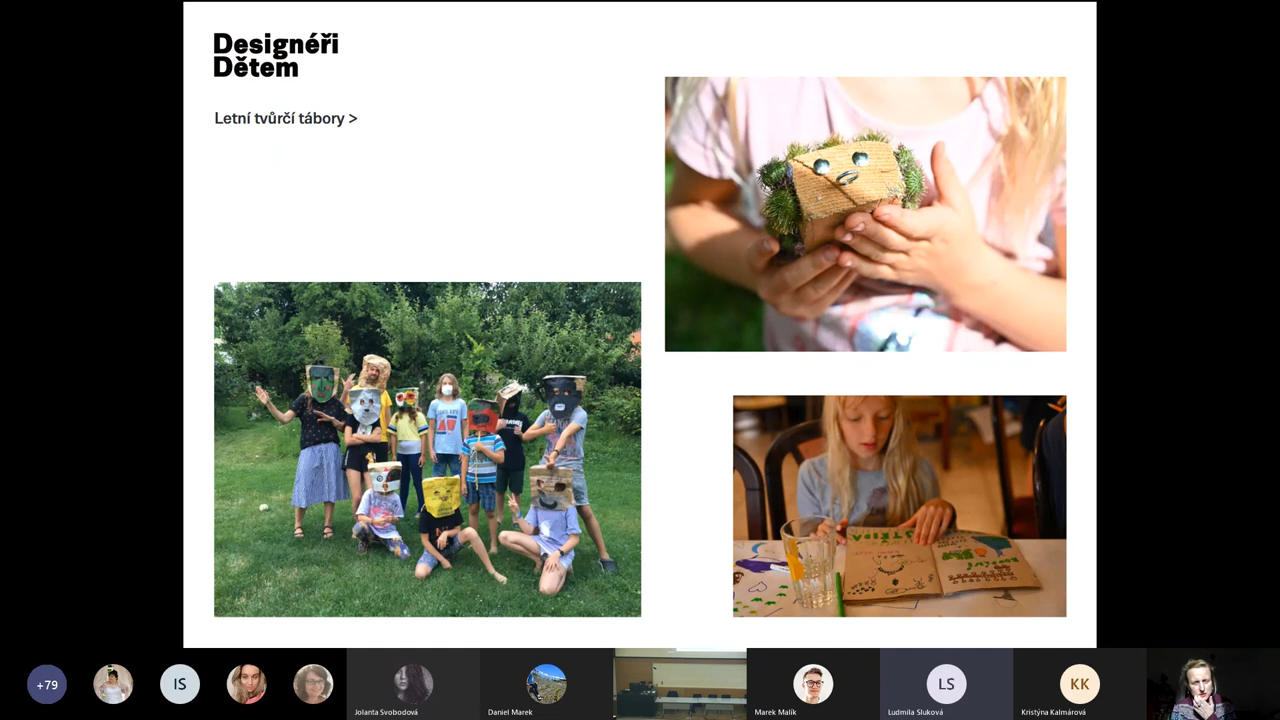 Designéři
Dětem
Letní tvůrčí tábory >
+79
IS
Jolanta Svobodová
Daniel Marek
Marek Malík
LS
Ludmila Sluková
KK
Kristýna Kalmárová